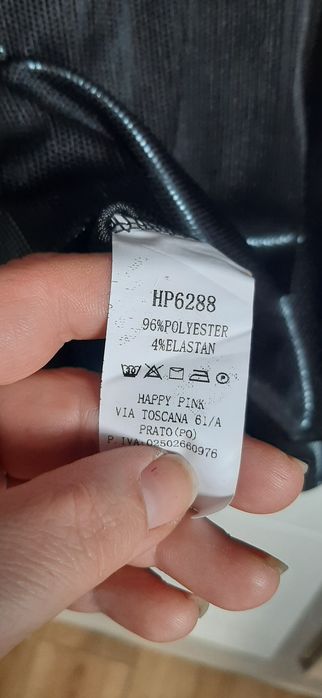 HP6288
96%POLYESTER
4%ELASTAN
HAPPY PINK
VIA TOSCANA 61/A
PRATO(PO)
P.IVA:02502660976